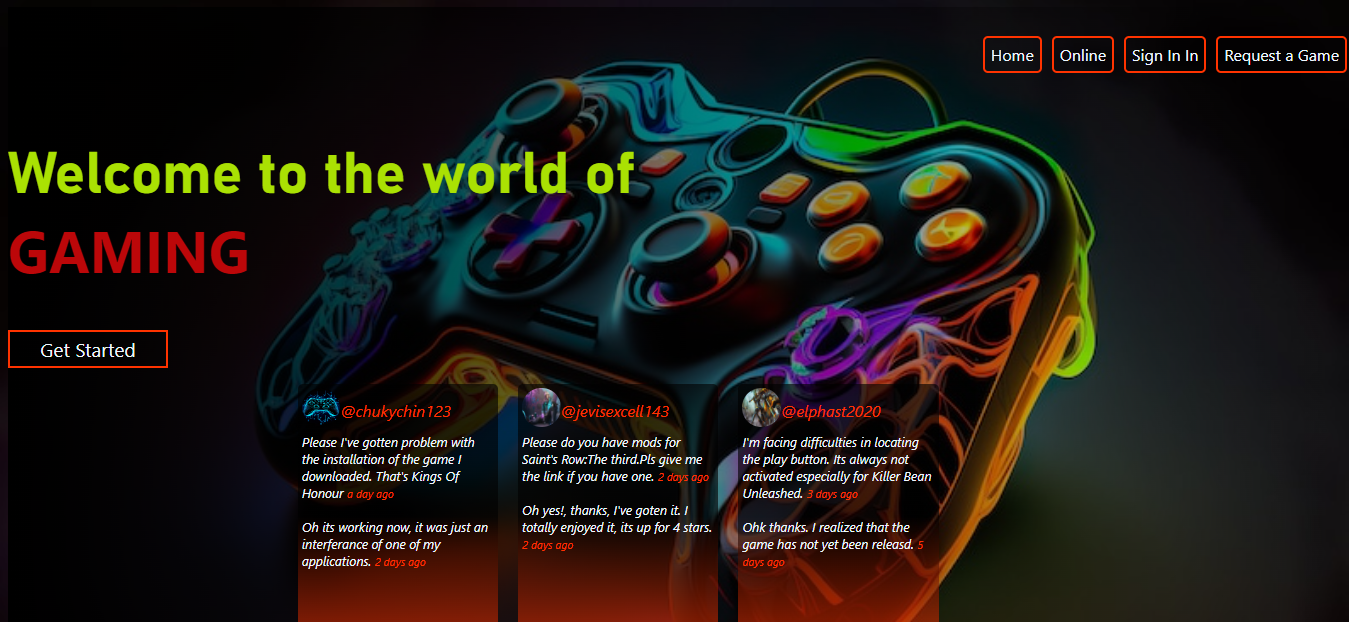 Home
Online
Sign In In
Request a Game
Welcome to the world of
GAMING
Get Started
@chukychin123
Please I've gotten problem with
the installation of the game I
downloaded. That's Kings Of
Honour a day ago
Oh its working now, it was just an
interferance of one of my
applications. 2 days ago
@jevisexcell143
Please do you have mods for
Saint's Row:The third.Pls give me
the link if you have one. 2 days ago
Oh yes!, thanks, I've goten it. I
totally enjoyed it, its up for 4 stars.
2 days ago
@elphast2020
I'm facing difficulties in locating
the play button. Its always not
activated especially for Killer Bean
Unleashed. 3 days ago
Ohk thanks. I realized that the
game has not yet been releasd. 5
days ago